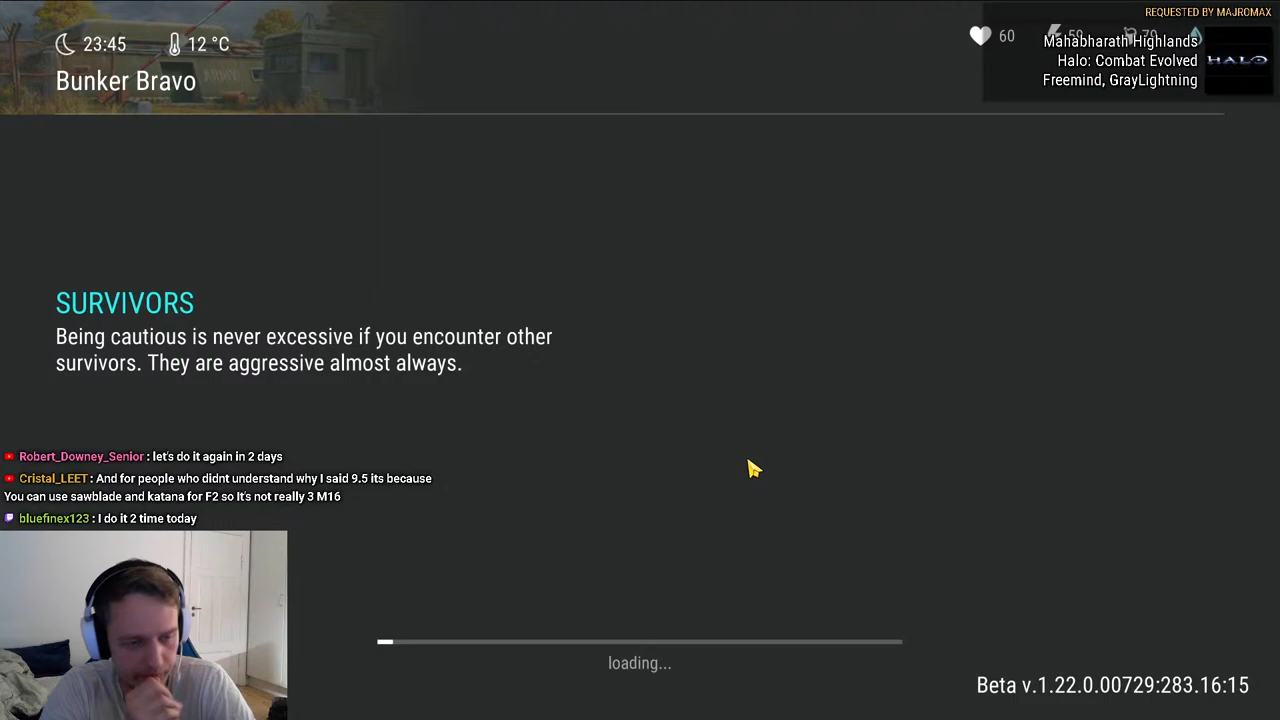 REQUESTED BY MAJROMAX
23:45 12 °C
60 59 79
Mahabharath Highlands
Halo: Combat Evolved
Freemind, GrayLightning
HALO
Bunker Bravo
SURVIVORS
Being cautious is never excessive if you encounter other
survivors. They are aggressive almost always.
Robert_Downey_Senior : let's do it again in 2 days
Cristal_LEET : And for people who didnt understand why I said 9.5 its because
You can use sawblade and katana for F2 so It's not really 3 M16
bluefinex123 : I do it 2 time today
loading...
Beta v.1.22.0.00729:283.16:15